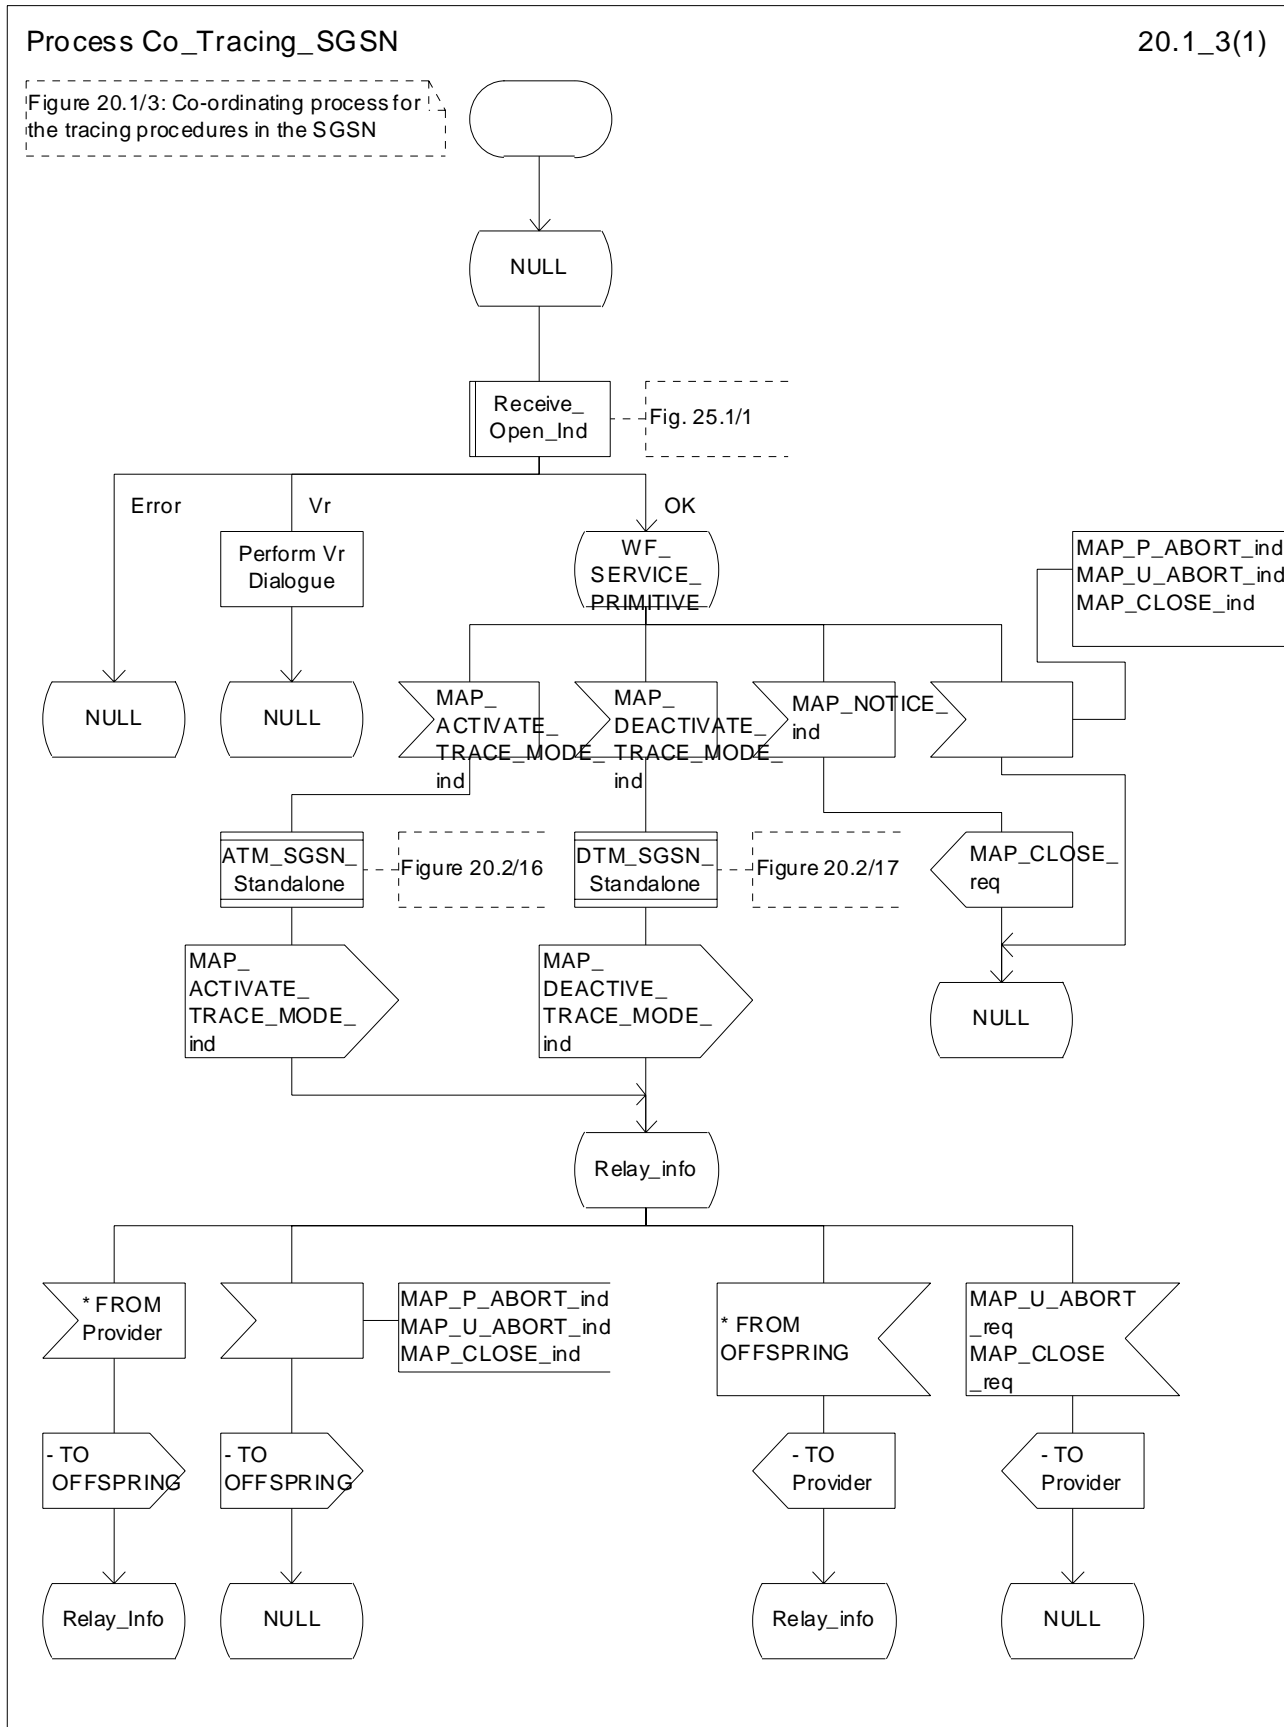 Process Co_Tracing_SGSN
20.1_3(1)
Figure 20.1/3: Co-ordinating process for
the tracing procedures in the SGSN
NULL
Receive_
Open_Ind
Fig. 25.1/1
Error
Vr
OK
Perform Vr
Dialogue
WF_
SERVICE_
PRIMITIVE
MAP_P_ABORT_ind
MAP_U_ABORT_ind
MAP_CLOSE_ind
NULL
NULL
MAP_
ACTIVATE_
TRACE_MODE_
ind
MAP_
DEACTIVATE_
TRACE_MODE_
ind
MAP_NOTICE_
ind
ATM_SGSN_
Standalone
Figure 20.2/16
DTM_SGSN_
Standalone
Figure 20.2/17
MAP_CLOSE_
req
MAP_
ACTIVATE_
TRACE_MODE_
ind
MAP_
DEACTIVE_
TRACE_MODE_
ind
NULL
Relay_info
* FROM
Provider
MAP_P_ABORT_ind
MAP_U_ABORT_ind
MAP_CLOSE_ind
* FROM
OFFSPRING
MAP_U_ABORT
_req
MAP_CLOSE
_req
- TO
OFFSPRING
- TO
OFFSPRING
- TO
Provider
- TO
Provider
Relay_Info
NULL
Relay_info
NULL